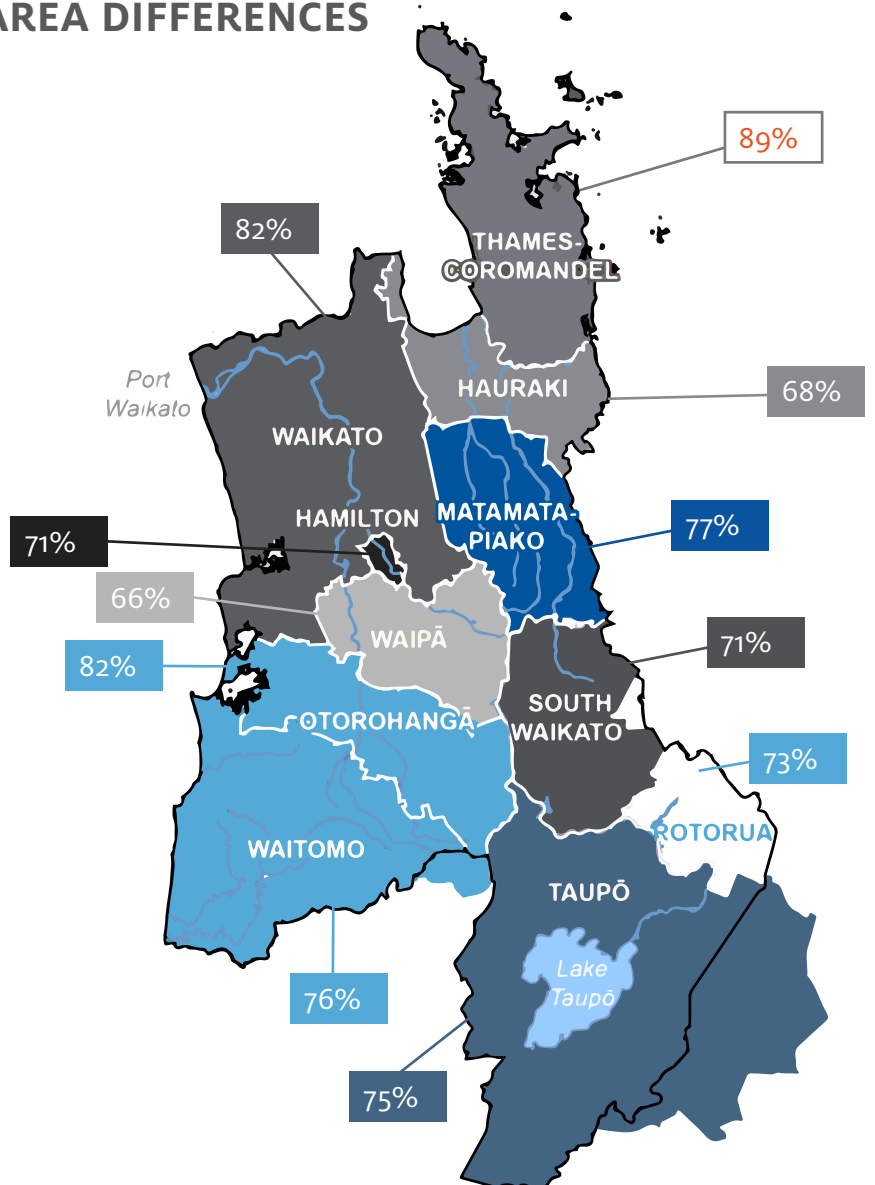 AREA DIFFERENCES
89%
82%
THAMES-
COROMANDEL
Port
Waikato
HAURAKI
68%
WAIKATO
HAMILTON
MATAMATA-
PIAKO
77%
71%
66%
WAIPĀ
71%
82%
SOUTH
WAIKATO
OTOROHANGĀ
73%
ROTORUA
WAITOMO
TAUPŌ
Lake
Taupō
76%
75%